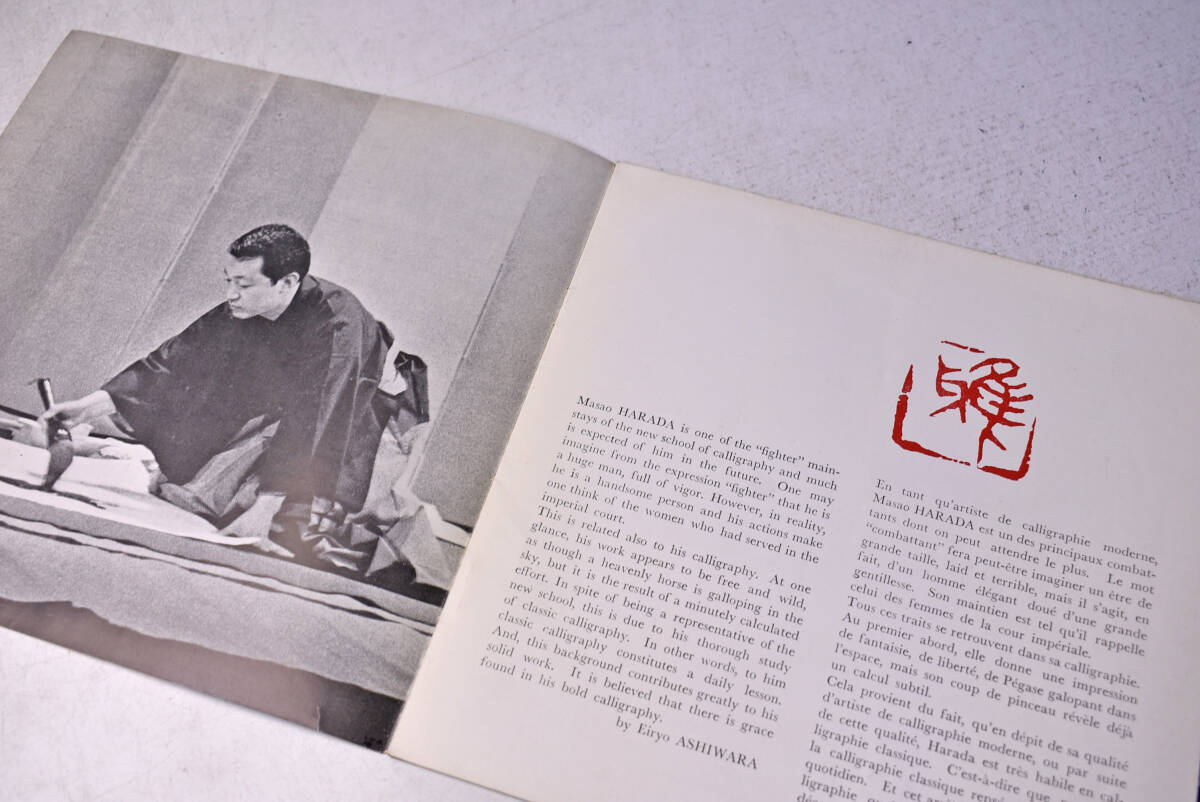 Masao HARADA is one of the "fighter" main-
stays of the new school of calligraphy and much
is expected of him in the future. One may
imagine from the expression "fighter" that he is
a huge man, full of vigor. However, in reality,
he is a handsome person and his actions make
one think of the women who had served in the
imperial court.
This is related also to his calligraphy. At one
glance, his work appears to be free and wild,
as though a heavenly horse is galloping in the
sky, but it is the result of a minutely calculated
effort. In spite of being a representative of the
new school, this is due to his thorough study
of classic calligraphy. In other words, to him
classic calligraphy constitutes a daily lesson.
And, this background contributes greatly to his
solid work. It is believed that there is grace
found in his bold calligraphy.
by Eiryo ASHIWARA
雅
En tant qu'artiste de calligraphie moderne,
Masao HARADA est un des principaux combat-
tants dont on peut attendre le plus. Le mot
"combattant" fera peut-être imaginer un être de
grande taille, laid et terrible, mais il s'agit, en
fait, d'un homme élégant doué d'une grande
gentillesse. Son maintien est tel qu'il rappelle
celui des femmes de la cour impériale.
Tous ces traits se retrouvent dans sa calligraphie.
Au premier abord, elle donne une impression
de fantaisie, de liberté, de Pégase galopant dans
l'espace, mais son coup de pinceau révèle déjà
un calcul subtil.
Cela provient du fait, qu'en dépit de sa qualité
d'artiste de calligraphie moderne, ou par suite
de cette qualité, Harada est très habile en cal-
ligraphie classique. C'est-à-dire que
la calligraphie classique
quotidien. Et cet
ligraphie